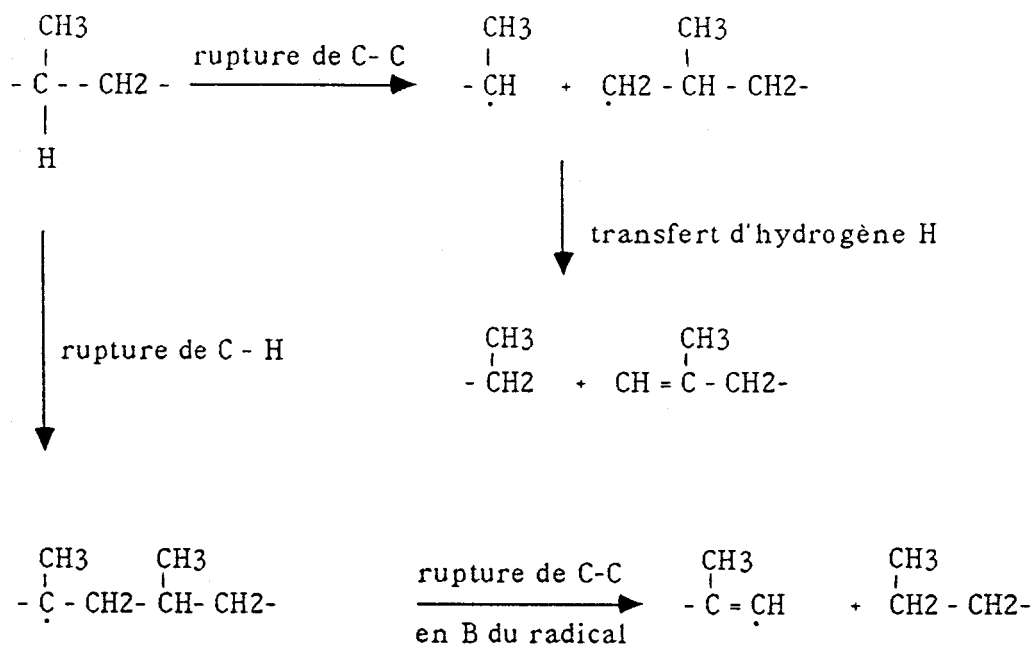 CH3
- C - - CH2 -
H
rupture de C- C
CH3 CH3
- CH + CH2 - CH - CH2-
transfert d'hydrogène H
rupture de C - H
CH3 CH3
- CH2 + CH = C - CH2-
CH3 CH3
- C - CH2- CH- CH2-
rupture de C-C
en B du radical
CH3 CH3
- C = CH + CH2 - CH2-